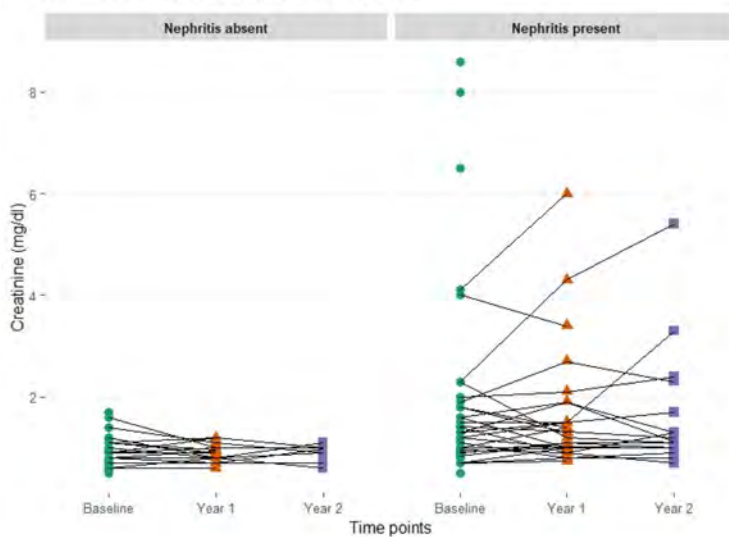 Nephritis absent Nephritis present
8
6
4
2
Creatinine (mg/dl)
Baseline Year 1 Year 2 Baseline Year 1 Year 2
Time points